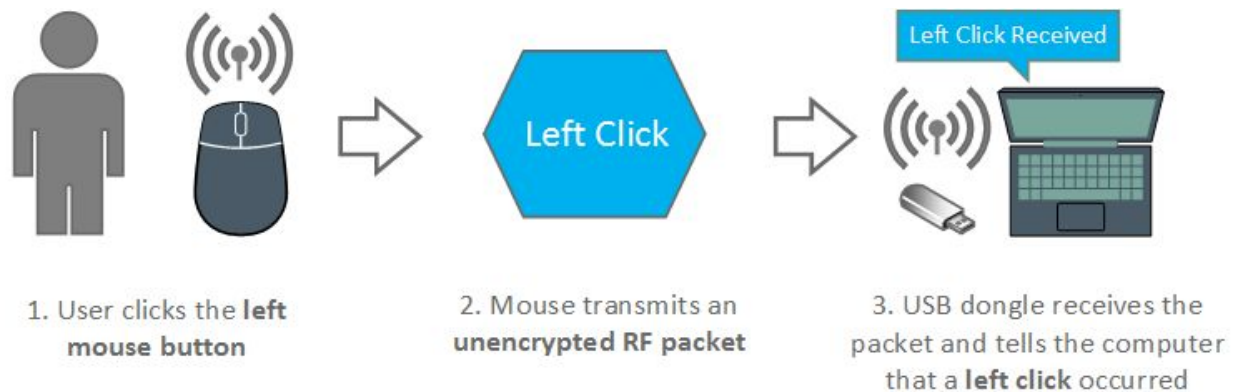 Left Click Received
Left Click
1. User clicks the left
mouse button
2. Mouse transmits an
unencrypted RF packet
3. USB dongle receives the
packet and tells the computer
that a left click occurred